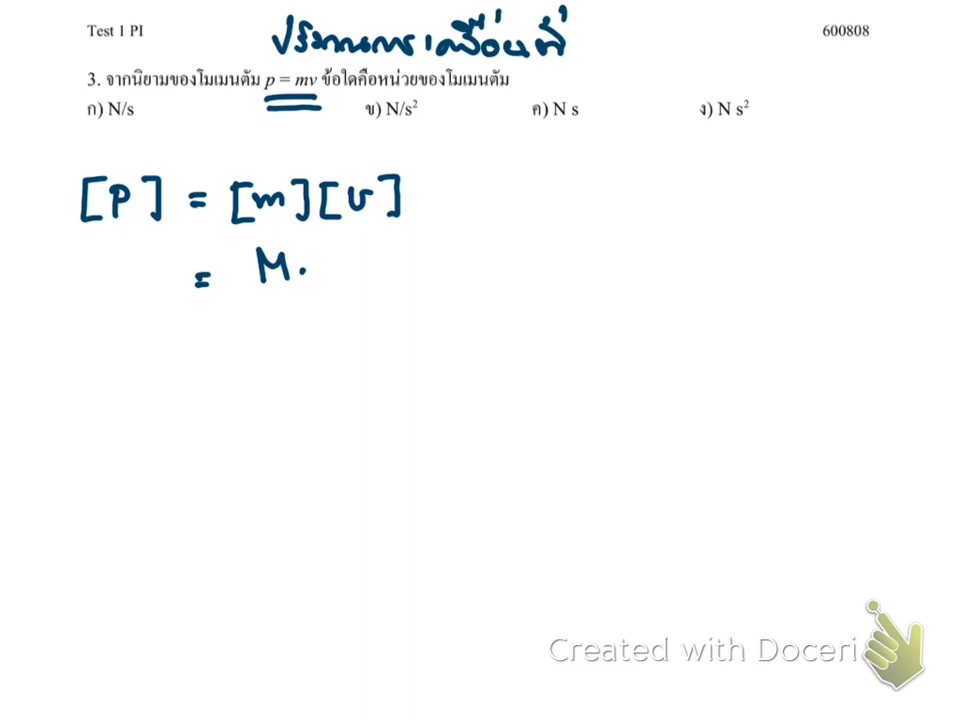 Test 1 PI 600808
ปริมาณการเคลื่อนที่
3. จากนิยามของโมเมนตัม p = mv ข้อใดคือหน่วยของโมเมนตัม
ก) N/s ข) N/s² ค) N s ง) N s²
[P] = [m][v]
= M.
Created with Doceri